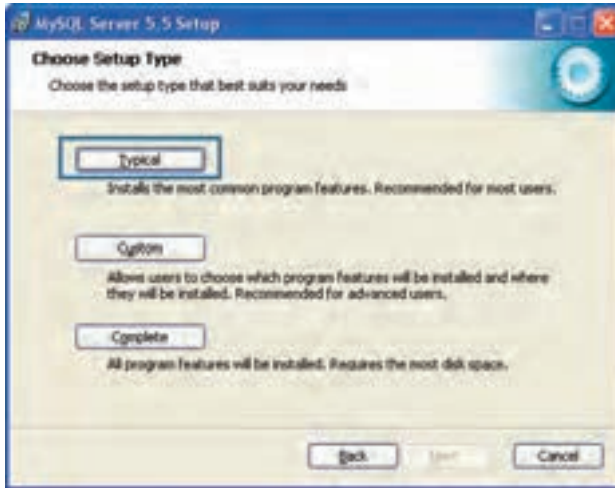 MySQL Server 5.5 Setup
Choose Setup Type
Choose the setup type that best suits your needs
Typical
Installs the most common program features. Recommended for most users.
Custom
Allows users to choose which program features will be installed and where
they will be installed. Recommended for advanced users.
Complete
All program features will be installed. Requires the most disk space.
Back
Next
Cancel